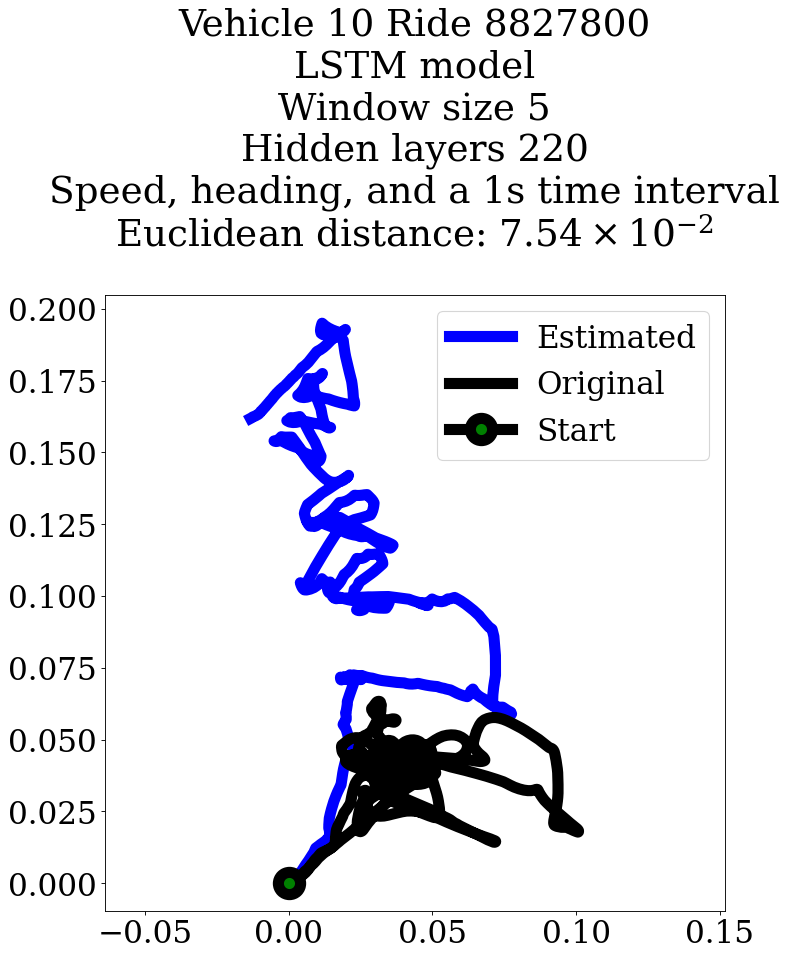 Vehicle 10 Ride 8827800
LSTM model
Window size 5
Hidden layers 220
Speed, heading, and a 1s time interval
Euclidean distance: 7.54 × 10⁻²
0.200
0.175
0.150
0.125
0.100
0.075
0.050
0.025
0.000
Estimated
Original
Start
−0.05
0.00
0.05
0.10
0.15